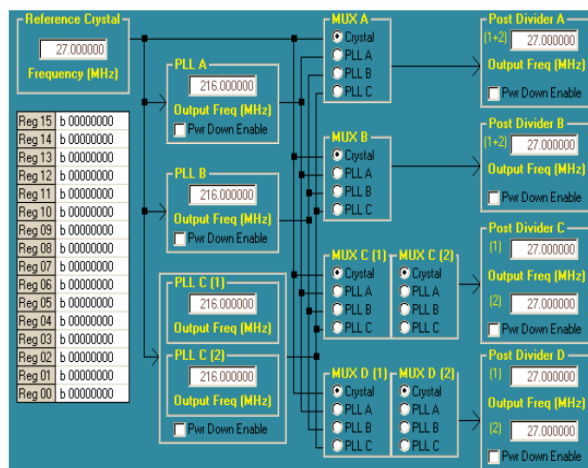 Reference Crystal
27.000000
Frequency (MHz)
Reg 15 b 00000000
Reg 14 b 00000000
Reg 13 b 00000000
Reg 12 b 00000000
Reg 11 b 00000000
Reg 10 b 00000000
Reg 09 b 00000000
Reg 08 b 00000000
Reg 07 b 00000000
Reg 06 b 00000000
Reg 05 b 00000000
Reg 04 b 00000000
Reg 03 b 00000000
Reg 02 b 00000000
Reg 01 b 00000000
Reg 00 b 00000000
PLL A
216.000000
Output Freq (MHz)
Pwr Down Enable
PLL B
216.000000
Output Freq (MHz)
Pwr Down Enable
PLL C (1)
216.000000
Output Freq (MHz)
PLL C (2)
216.000000
Output Freq (MHz)
Pwr Down Enable
MUX A
Crystal
PLL A
PLL B
PLL C
MUX B
Crystal
PLL A
PLL B
PLL C
MUX C (1)
Crystal
PLL A
PLL B
PLL C
MUX C (2)
Crystal
PLL A
PLL B
PLL C
MUX D (1)
Crystal
PLL A
PLL B
PLL C
MUX D (2)
Crystal
PLL A
PLL B
PLL C
Post Divider A
(1+2) 27.000000
Output Freq (MHz)
Pwr Down Enable
Post Divider B
(1+2) 27.000000
Output Freq (MHz)
Pwr Down Enable
Post Divider C
(1) 27.000000
Output Freq (MHz)
(2) 27.000000
Pwr Down Enable
Post Divider D
(1) 27.000000
Output Freq (MHz)
(2) 27.000000
Pwr Down Enable